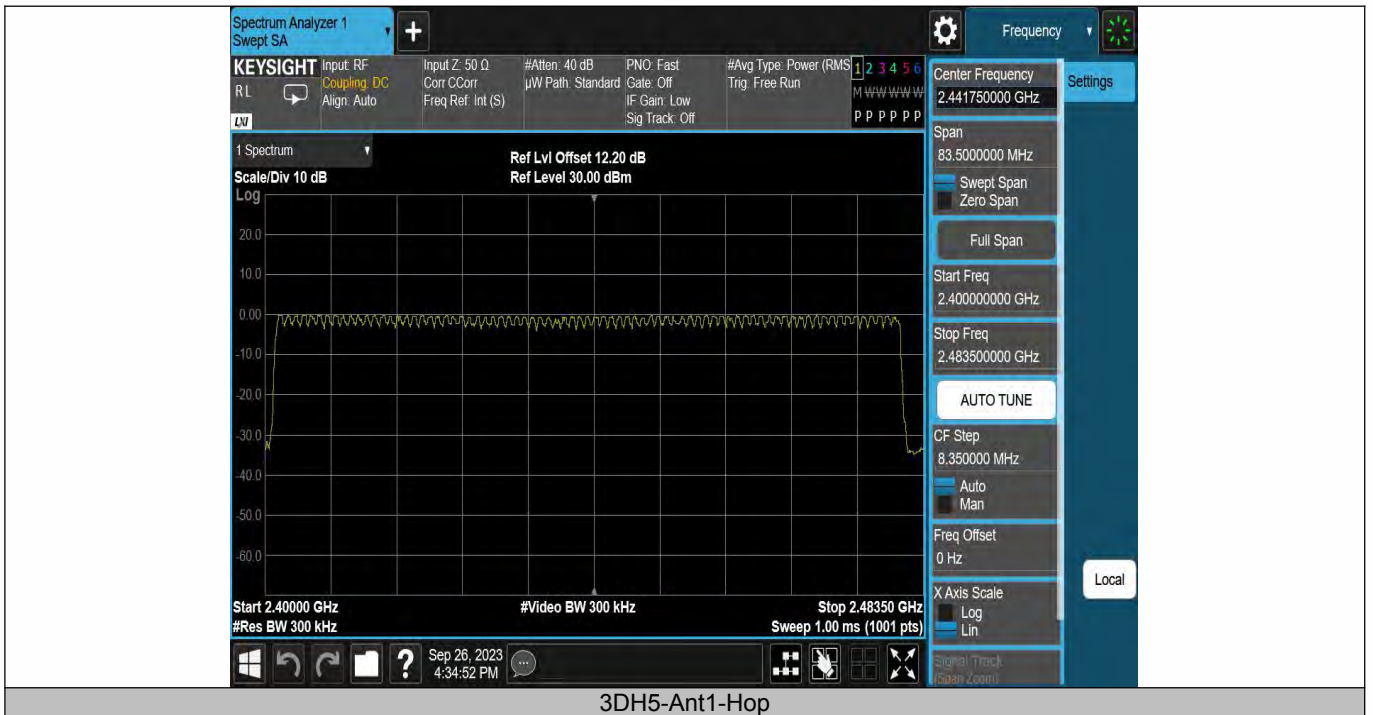 Spectrum Analyzer 1
Swept SA
+
Frequency
KEYSIGHT
RL
LXI
Input: RF
Coupling: DC
Align: Auto
Input Z: 50 Ω
Corr CCorr
Freq Ref: Int (S)
#Atten: 40 dB
µW Path: Standard
PNO: Fast
Gate: Off
IF Gain: Low
Sig Track: Off
#Avg Type: Power (RMS
Trig: Free Run
1 2 3 4 5 6
M W W W W W
P P P P P P
1 Spectrum
Scale/Div 10 dB
Ref Lvl Offset 12.20 dB
Ref Level 30.00 dBm
Log
20.0
10.0
0.00
-10.0
-20.0
-30.0
-40.0
-50.0
-60.0
Start 2.40000 GHz
#Video BW 300 kHz
Stop 2.48350 GHz
#Res BW 300 kHz
Sweep 1.00 ms (1001 pts)
Center Frequency
2.441750000 GHz
Settings
Span
83.5000000 MHz
Swept Span
Zero Span
Full Span
Start Freq
2.400000000 GHz
Stop Freq
2.483500000 GHz
AUTO TUNE
CF Step
8.350000 MHz
Auto
Man
Freq Offset
0 Hz
X Axis Scale
Log
Lin
Signal Track
(Span Zoom)
Local
?
Sep 26, 2023
4:34:52 PM
3DH5-Ant1-Hop